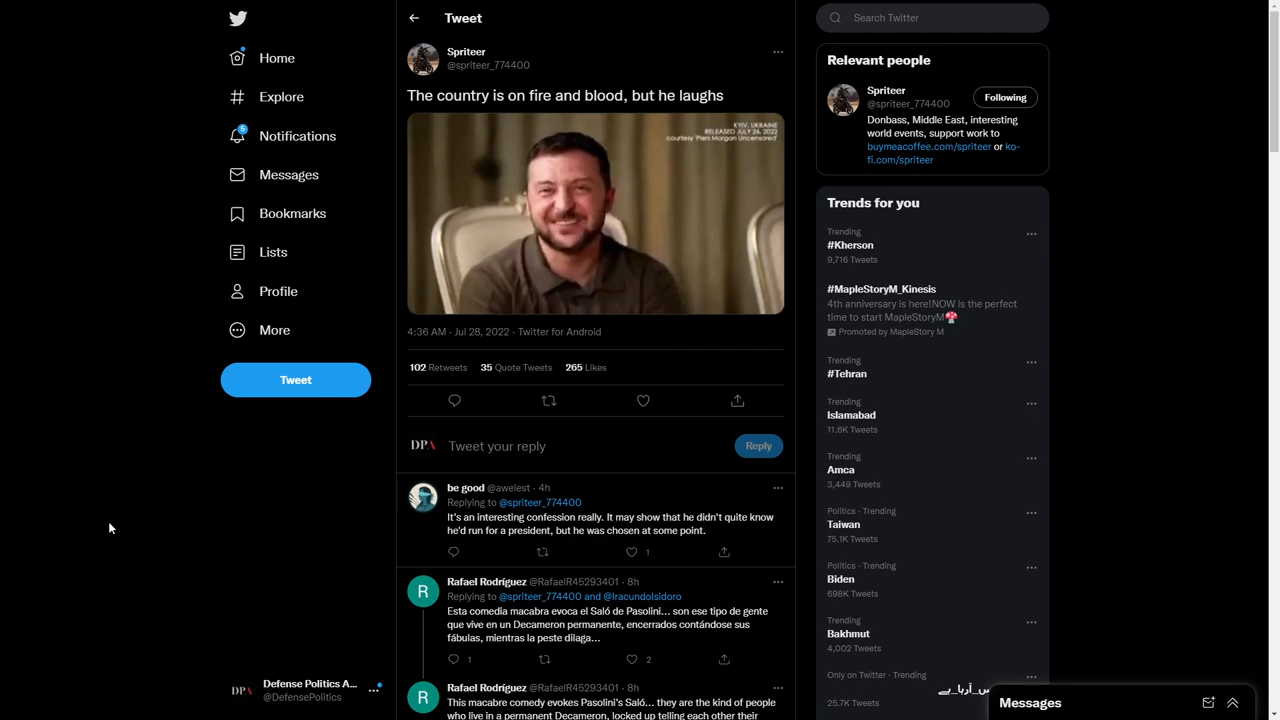 Home
Explore
5
Notifications
Messages
Bookmarks
Lists
Profile
More
Tweet
DPA
Defense Politics A...
@DefensePolitics
Tweet
Spriteer
@spriteer_774400
The country is on fire and blood, but he laughs
KYIV, UKRAINE
RELEASED JULY 26, 2022
courtesy 'Piers Morgan Uncensored'
4:36 AM · Jul 28, 2022 · Twitter for Android
102 Retweets 35 Quote Tweets 265 Likes
DPA
Tweet your reply
Reply
be good @awelest · 4h
Replying to @spriteer_774400
It's an interesting confession really. It may show that he didn't quite know
he'd run for a president, but he was chosen at some point.
1
R
Rafael Rodríguez @RafaelR45293401 · 8h
Replying to @spriteer_774400 and @IracundoIsidoro
Esta comedia macabra evoca el Saló de Pasolini... son ese tipo de gente
que vive en un Decameron permanente, encerrados contándose sus
fábulas, mientras la peste dilaga...
1 2
R
Rafael Rodríguez @RafaelR45293401 · 8h
This macabre comedy evokes Pasolini's Saló... they are the kind of people
who live in a permanent Decameron, locked up telling each other their
Search Twitter
Relevant people
Spriteer
@spriteer_774400
Following
Donbass, Middle East, interesting
world events, support work to
buymeacoffee.com/spriteer or ko-
fi.com/spriteer
Trends for you
Trending
#Kherson
9,716 Tweets
#MapleStoryM_Kinesis
4th anniversary is here!NOW is the perfect
time to start MapleStoryM🍄
Promoted by MapleStory M
Trending
#Tehran
Trending
Islamabad
11.6K Tweets
Trending
Amca
3,449 Tweets
Politics · Trending
Taiwan
75.1K Tweets
Politics · Trending
Biden
698K Tweets
Trending
Bakhmut
4,002 Tweets
Only on Twitter · Trending
25.7K Tweets
Messages